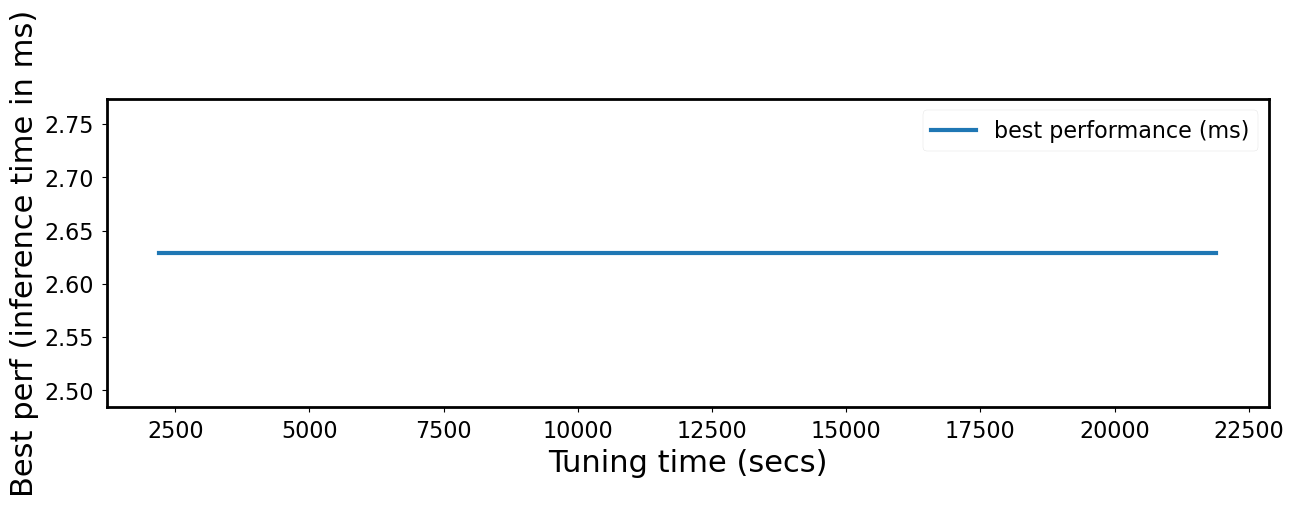 Best perf (inference time in ms)
2.75
2.70
2.65
2.60
2.55
2.50
best performance (ms)
2500 5000 7500 10000 12500 15000 17500 20000 22500
Tuning time (secs)